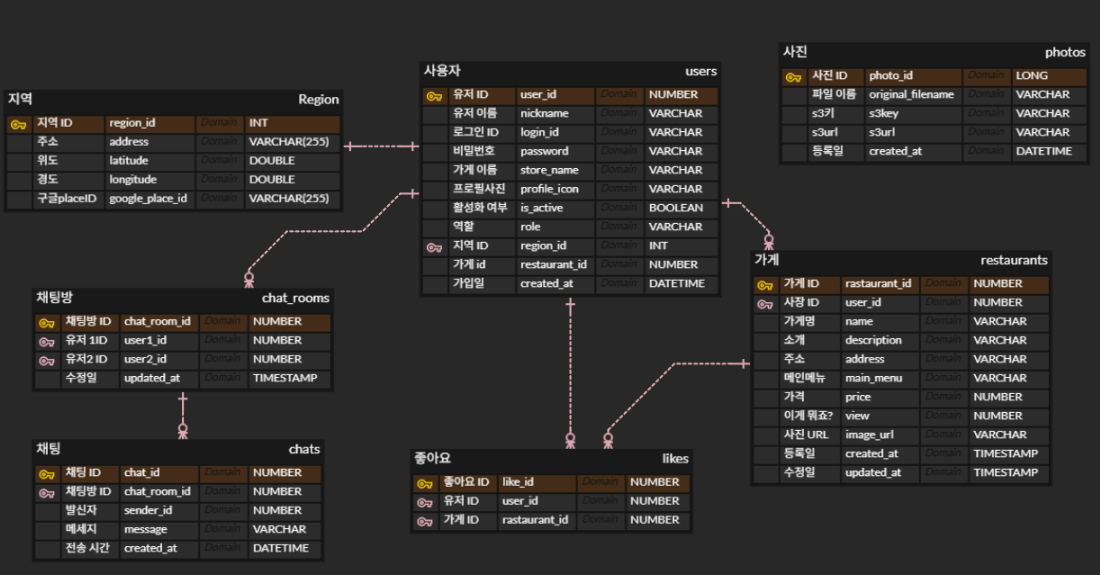 지역 Region
지역 ID region_id Domain INT
주소 address Domain VARCHAR(255)
위도 latitude Domain DOUBLE
경도 longitude Domain DOUBLE
구글placeID google_place_id Domain VARCHAR(255)
사용자 users
유저 ID user_id Domain NUMBER
유저 이름 nickname Domain VARCHAR
로그인 ID login_id Domain VARCHAR
비밀번호 password Domain VARCHAR
가게 이름 store_name Domain VARCHAR
프로필사진 profile_icon Domain VARCHAR
활성화 여부 is_active Domain BOOLEAN
역할 role Domain VARCHAR
지역 ID region_id Domain INT
가게 id restaurant_id Domain NUMBER
가입일 created_at Domain DATETIME
사진 photos
사진 ID photo_id Domain LONG
파일 이름 original_filename Domain VARCHAR
s3키 s3key Domain VARCHAR
s3url s3url Domain VARCHAR
등록일 created_at Domain DATETIME
채팅방 chat_rooms
채팅방 ID chat_room_id Domain NUMBER
유저 1ID user1_id Domain NUMBER
유저2 ID user2_id Domain NUMBER
수정일 updated_at Domain TIMESTAMP
가게 restaurants
가게 ID rastaurant_id Domain NUMBER
사장 ID user_id Domain NUMBER
가게명 name Domain VARCHAR
소개 description Domain VARCHAR
주소 address Domain VARCHAR
메인메뉴 main_menu Domain VARCHAR
가격 price Domain NUMBER
이게 뭐죠? view Domain NUMBER
사진 URL image_url Domain VARCHAR
등록일 created_at Domain TIMESTAMP
수정일 updated_at Domain TIMESTAMP
채팅 chats
채팅 ID chat_id Domain NUMBER
채팅방 ID chat_room_id Domain NUMBER
발신자 sender_id Domain NUMBER
메세지 message Domain VARCHAR
전송 시간 created_at Domain DATETIME
좋아요 likes
좋아요 ID like_id Domain NUMBER
유저 ID user_id Domain NUMBER
가게 ID rastaurant_id Domain NUMBER